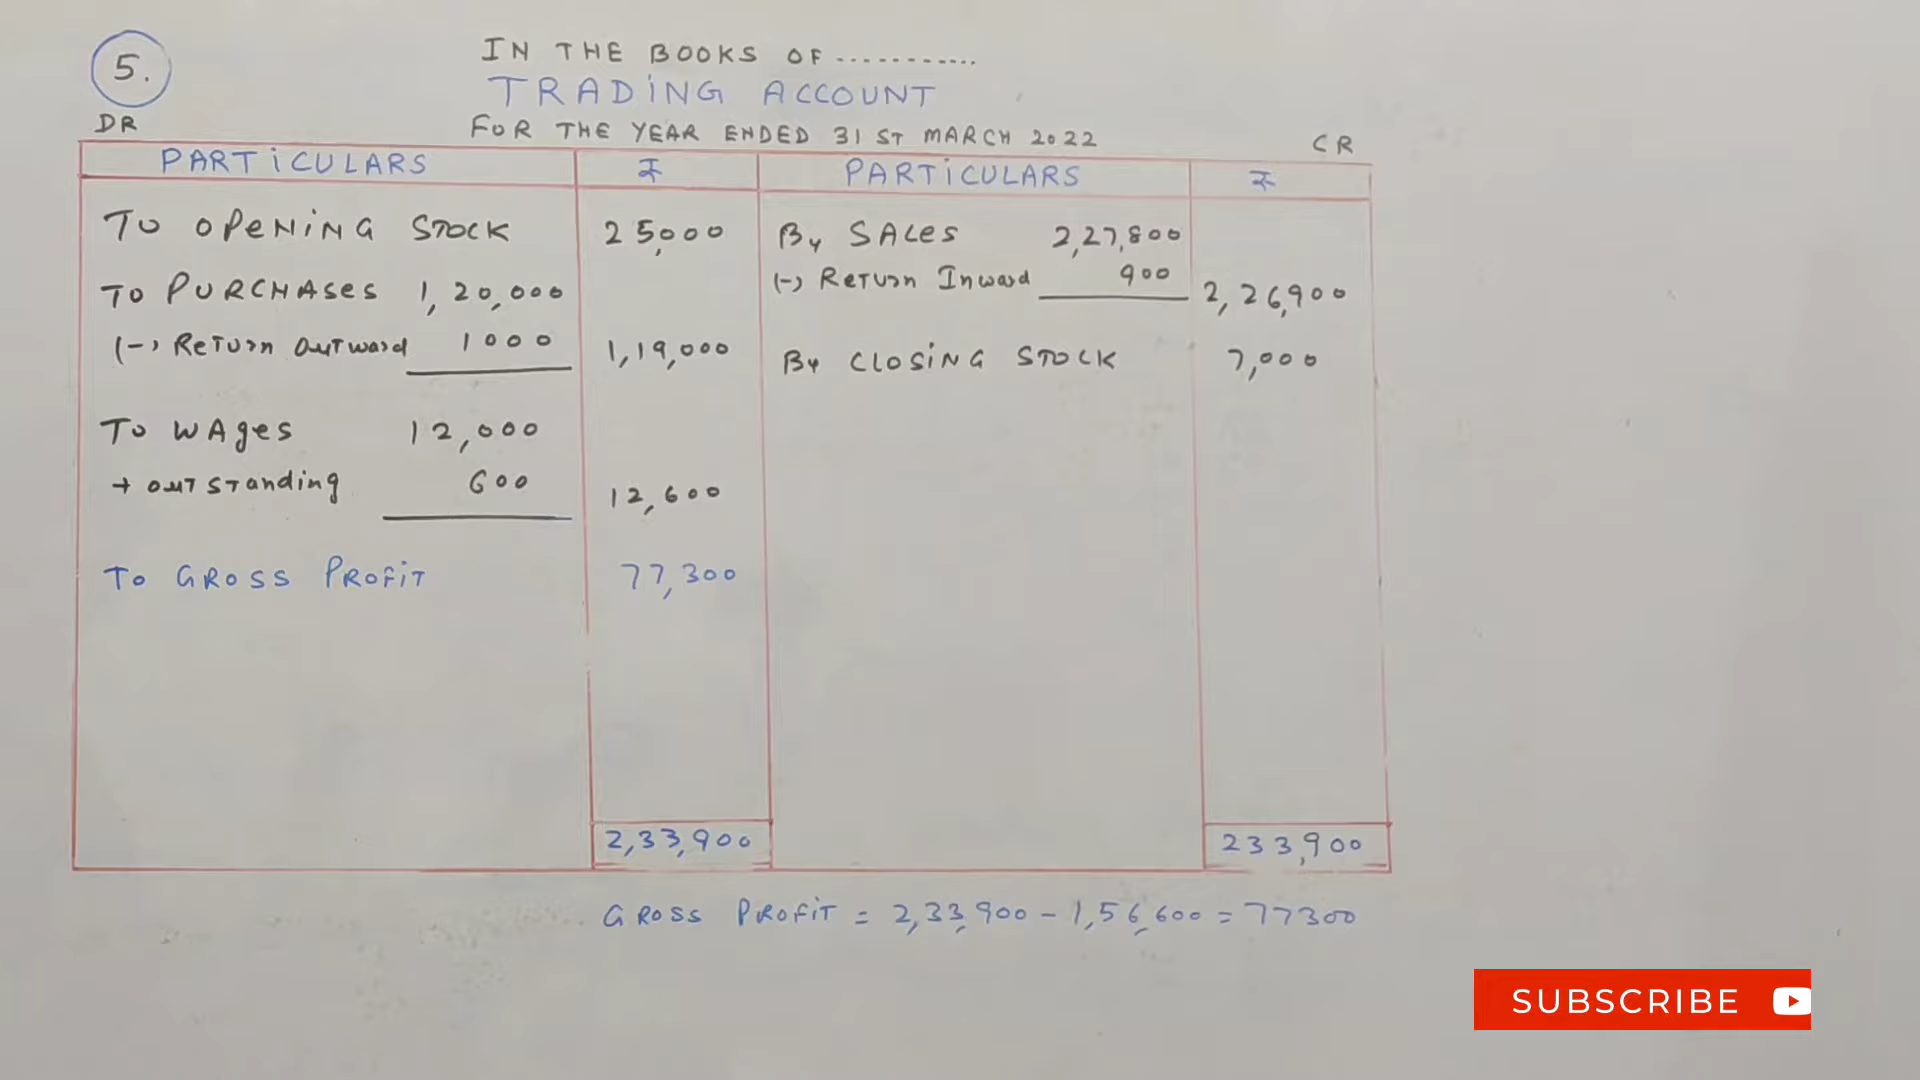 5.
IN THE BOOKS OF ............
TRADING ACCOUNT
FOR THE YEAR ENDED 31 ST MARCH 2022
DR
CR
PARTICULARS ₹ PARTICULARS ₹
TO OPENING STOCK 25,000
TO PURCHASES 1,20,000
(-) Return outward 1000 1,19,000
TO WAges 12,000
+ outstanding 600 12,600
TO GROSS PROFIT 77,300
2,33,900
By SALes 2,27,800
(-) Return Inward 900 2,26,900
By CLOSING STOCK 7,000
233,900
GROSS PROFIT = 2,33,900 - 1,56,600 = 77300
SUBSCRIBE